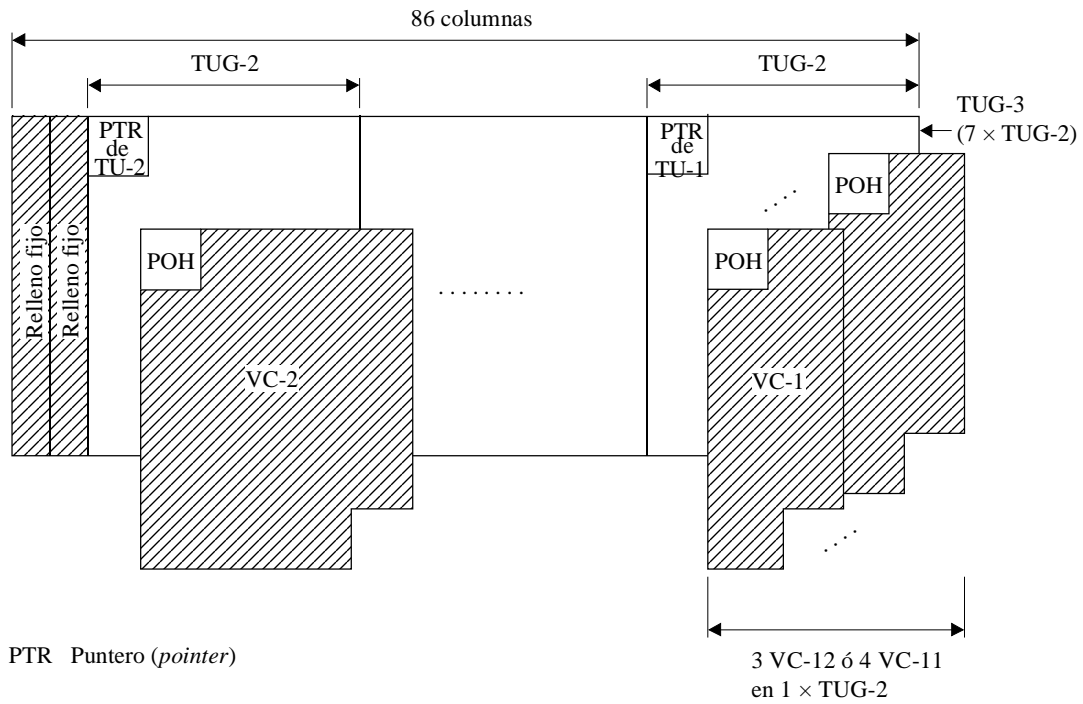 86 columnas
TUG-2
TUG-2
TUG-3
(7 × TUG-2)
PTR
de
TU-2
PTR
de
TU-1
POH
Relleno fijo
Relleno fijo
POH
POH
VC-2
VC-1
PTR Puntero (pointer)
3 VC-12 ó 4 VC-11
en 1 × TUG-2